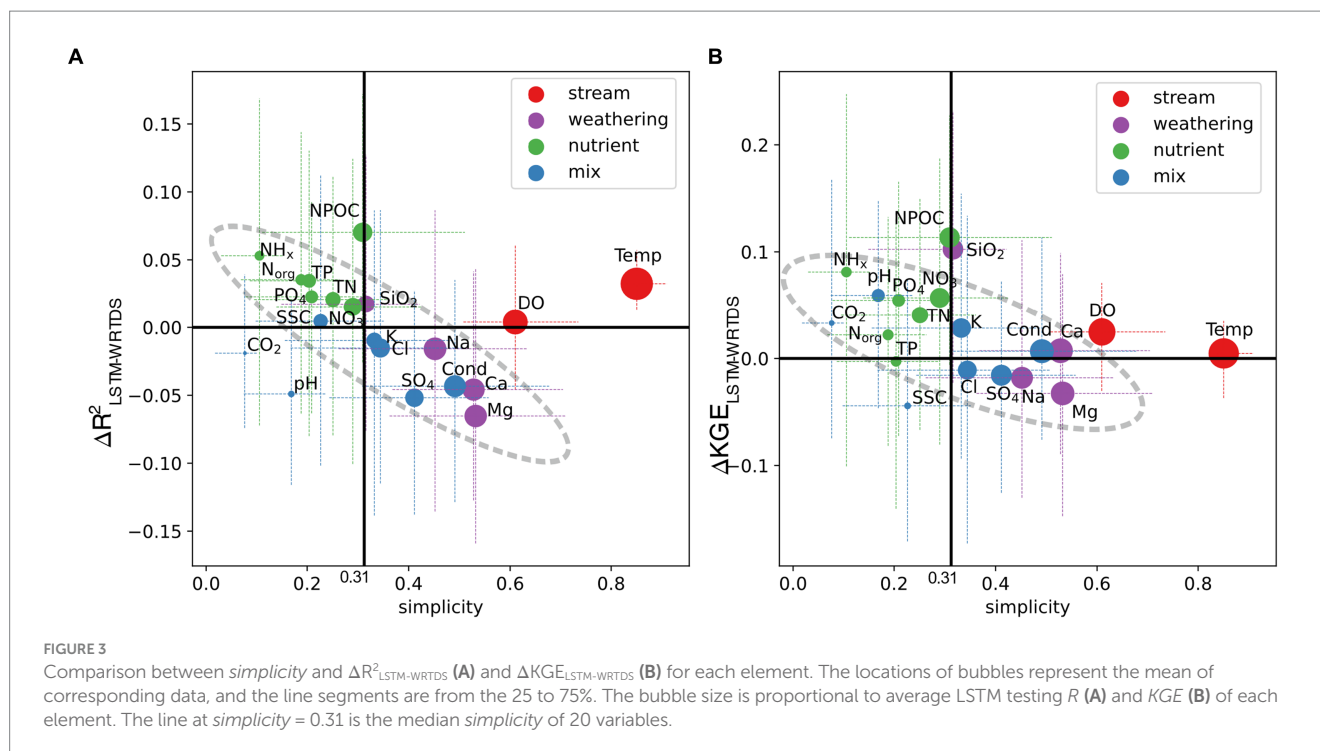 A
stream
weathering
nutrient
mix
0.15
0.10
0.05
0.00
−0.05
−0.10
−0.15
ΔR²LSTM-WRTDS
NPOC
NHₓ
Norg
TP
PO₄
TN
SiO₂
SSC
NO₃
CO₂
pH
K
Cl
Na
SO₄
Cond
Ca
Mg
DO
Temp
0.0
0.2
0.31
0.4
0.6
0.8
simplicity
B
stream
weathering
nutrient
mix
0.2
0.1
0.0
−0.1
ΔKGELSTM-WRTDS
NPOC
SiO₂
NHₓ
pH
PO₄
NO₃
CO₂
TN
Norg
TP
K
Cond
Ca
DO
Temp
SSC
Cl
SO₄
Na
Mg
0.0
0.2
0.31
0.4
0.6
0.8
simplicity
FIGURE 3
Comparison between simplicity and ΔR²LSTM-WRTDS (A) and ΔKGELSTM-WRTDS (B) for each element. The locations of bubbles represent the mean of
corresponding data, and the line segments are from the 25 to 75%. The bubble size is proportional to average LSTM testing R (A) and KGE (B) of each
element. The line at simplicity = 0.31 is the median simplicity of 20 variables.